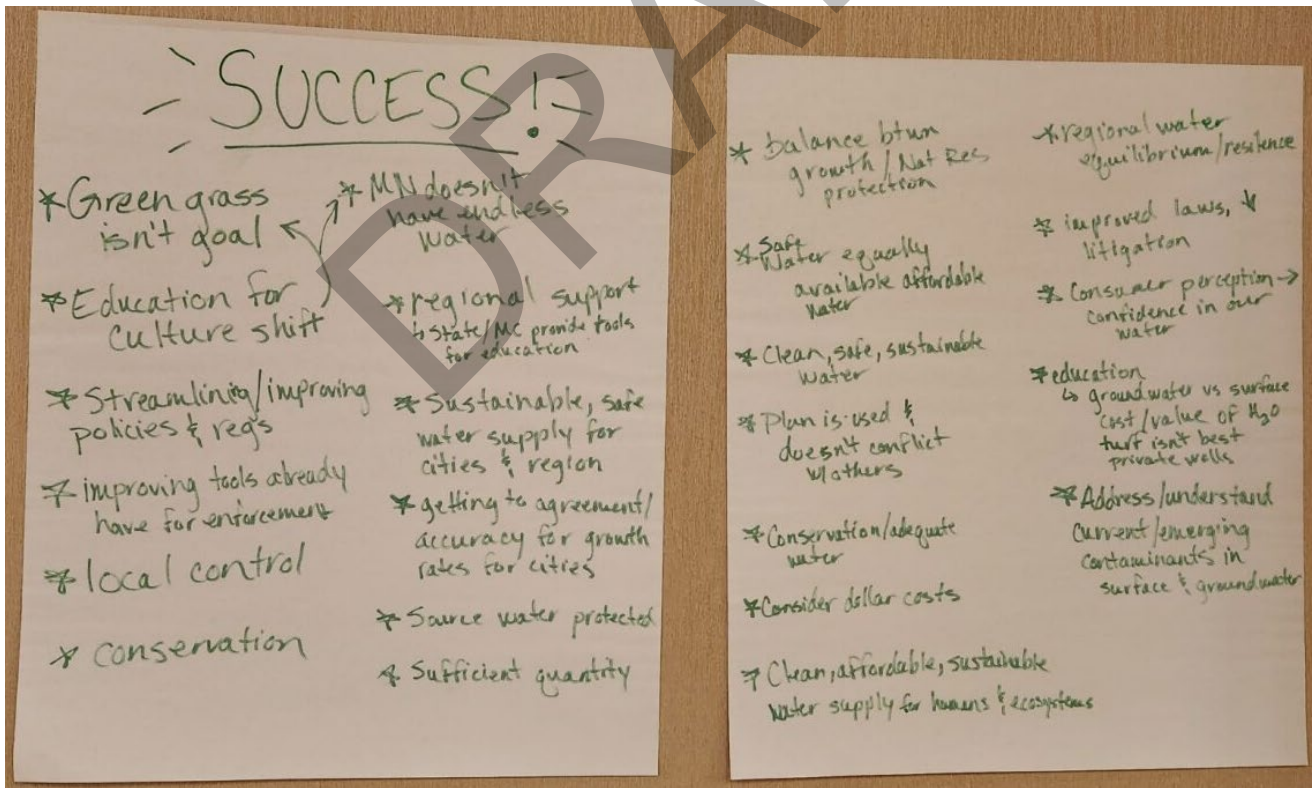 SUCCESS!
* Green grass
isn't goal
* Education for
culture shift
* Streamlining/improving
policies & regs
* improving tools already
have for enforcement
* local control
* conservation
* MN doesn't
have endless
water
* regional support
↳ State/MC provide tools
for education
* Sustainable, safe
water supply for
cities & region
* getting to agreement/
accuracy for growth
rates for cities
* Source water protected
* Sufficient quantity
* balance btwn
growth/Nat Res
protection
* Safe
Water equally
available affordable
water
* Clean, safe, sustainable
water
* Plan is used &
doesn't conflict
w/others
* Conservation/adequate
water
* Consider dollar costs
* Clean, affordable, sustainable
water supply for humans & ecosystems
* regional water
equilibrium/resilence
* improved laws, ↓
litigation
* Consumer perception →
confidence in our
water
* education
↳ groundwater vs surface
cost/value of H₂O
turf isn't best
private wells
* Address/understand
current/emerging
contaminants in
surface & groundwater
DRA